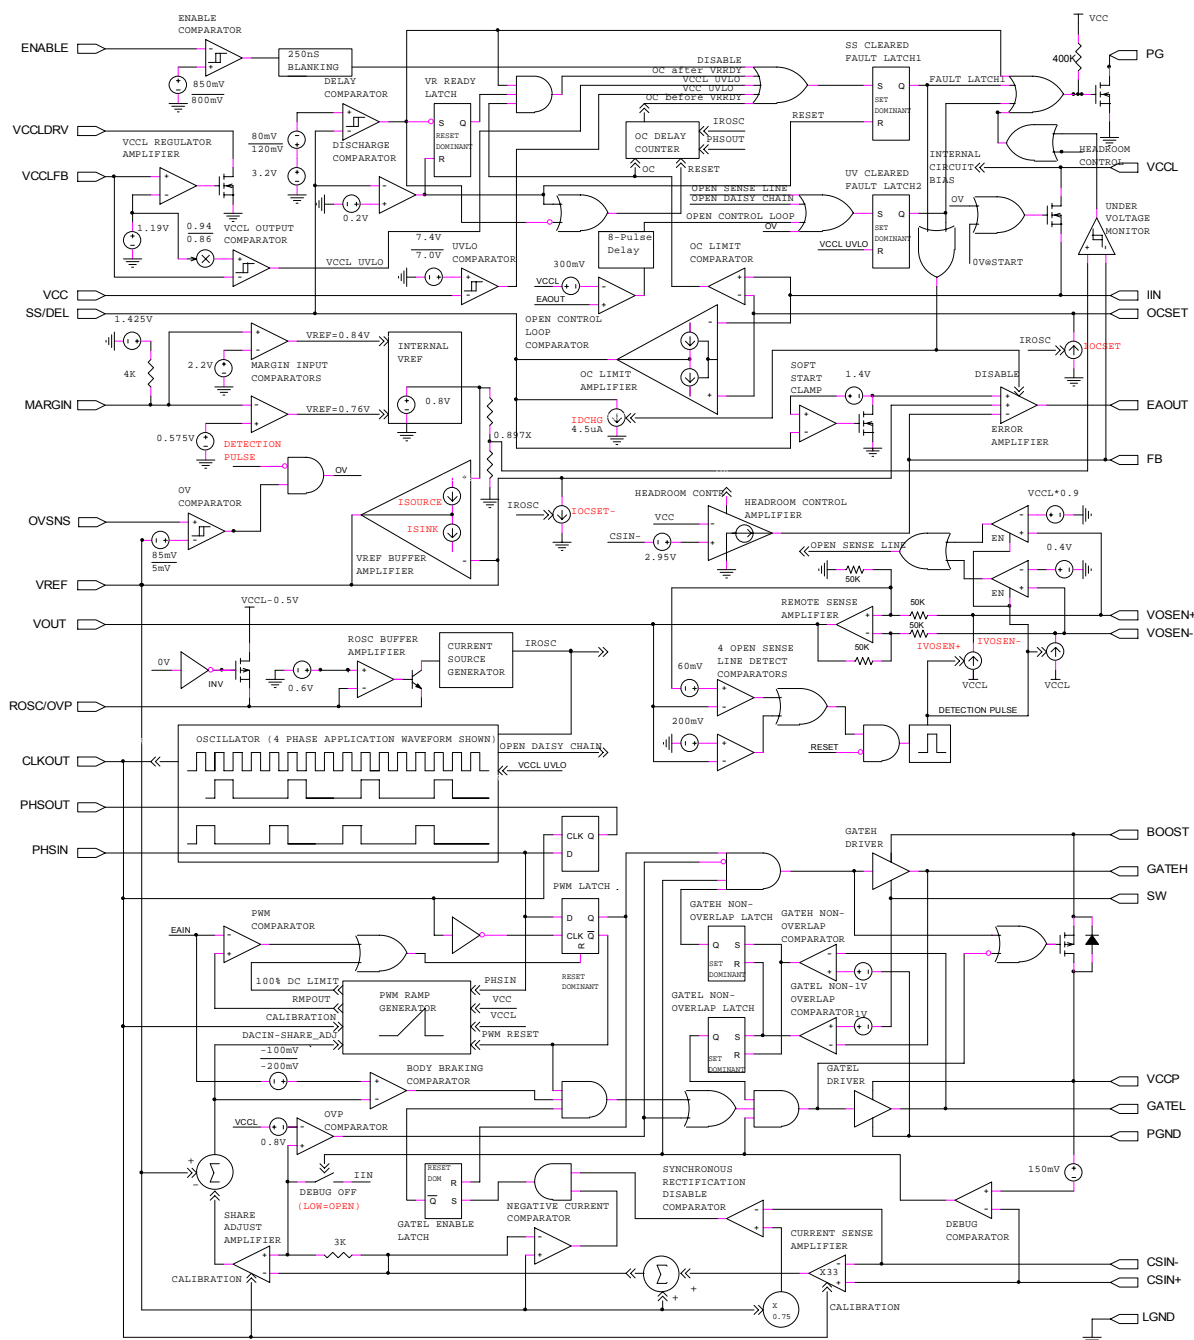 ENABLE
ENABLE
COMPARATOR
850mV
800mV
250nS
BLANKING
VCCLDRV
VCCL REGULATOR
AMPLIFIER
VCCLFB
1.19V
0.94
0.86
VCCL OUTPUT
COMPARATOR
VCCL UVLO
DELAY
COMPARATOR
80mV
120mV
3.2V
DISCHARGE
COMPARATOR
0.2V
VR READY
LATCH
S
Q
RESET
DOMINANT
R
7.4V
7.0V
UVLO
COMPARATOR
DISABLE
OC after VRRDY
VCCL UVLO
VCC UVLO
OC before VRRDY
OC DELAY
COUNTER
IROSC
PHSOUT
OC
RESET
SS CLEARED
FAULT LATCH1
S
Q
SET
DOMINANT
R
RESET
FAULT LATCH1
VCC
400K
PG
HEADROOM
CONTROL
INTERNAL
CIRCUIT
BIAS
VCCL
OPEN SENSE LINE
OPEN DAISY CHAIN
OPEN CONTROL LOOP
OV
UV CLEARED
FAULT LATCH2
S
Q
SET
DOMINANT
R
VCCL UVLO
OV
0V@START
UNDER
VOLTAGE
MONITOR
8-Pulse
Delay
300mV
VCCL
EAOUT
OPEN CONTROL
LOOP
COMPARATOR
OC LIMIT
COMPARATOR
OC LIMIT
AMPLIFIER
VCC
SS/DEL
IIN
OCSET
IROSC
IOCSET
1.425V
4K
2.2V
MARGIN INPUT
COMPARATORS
VREF=0.84V
INTERNAL
VREF
0.8V
VREF=0.76V
MARGIN
0.575V
DETECTION
PULSE
OV
0.897X
IDCHG
4.5uA
SOFT
START
CLAMP
1.4V
DISABLE
ERROR
AMPLIFIER
EAOUT
FB
OV
COMPARATOR
OVSNS
85mV
5mV
ISOURCE
ISINK
VREF BUFFER
AMPLIFIER
IROSC
IOCSET-
HEADROOM CONTROL
HEADROOM CONTROL
AMPLIFIER
VCC
CSIN-
2.95V
OPEN SENSE LINE
VCCL*0.9
EN
0.4V
EN
VREF
VOUT
VCCL-0.5V
0V
INV
0.6V
ROSC BUFFER
AMPLIFIER
CURRENT
SOURCE
GENERATOR
IROSC
50K
REMOTE SENSE
AMPLIFIER
50K
50K
50K
VOSEN+
VOSEN-
IVOSEN+
IVOSEN-
VCCL
VCCL
4 OPEN SENSE
LINE DETECT
COMPARATORS
60mV
200mV
RESET
DETECTION PULSE
ROSC/OVP
CLKOUT
OSCILLATOR (4 PHASE APPLICATION WAVEFORM SHOWN)
OPEN DAISY CHAIN
VCCL UVLO
PHSOUT
PHSIN
CLK
Q
D
PWM LATCH
D
Q
CLK
Q
R
RESET
DOMINANT
EAIN
PWM
COMPARATOR
100% DC LIMIT
RMPOUT
CALIBRATION
DACIN-SHARE_ADJ
PWM RAMP
GENERATOR
PHSIN
VCC
VCCL
PWM RESET
GATEH
DRIVER
BOOST
GATEH
SW
GATEH NON-
OVERLAP LATCH
Q
S
R
SET
DOMINANT
GATEH NON-
OVERLAP
COMPARATOR
1V
GATEL NON-
OVERLAP LATCH
Q
S
R
SET
DOMINANT
GATEL NON-
OVERLAP
COMPARATOR
1V
-100mV
-200mV
BODY BRAKING
COMPARATOR
VCCL
0.8V
OVP
COMPARATOR
GATEL
DRIVER
VCCP
GATEL
PGND
150mV
IIN
DEBUG OFF
(LOW=OPEN)
RESET
DOM
R
Q
S
GATEL ENABLE
LATCH
NEGATIVE CURRENT
COMPARATOR
SYNCHRONOUS
RECTIFICATION
DISABLE
COMPARATOR
CURRENT SENSE
AMPLIFIER
X33
DEBUG
COMPARATOR
SHARE
ADJUST
AMPLIFIER
3K
CALIBRATION
X
0.75
CALIBRATION
CSIN-
CSIN+
LGND